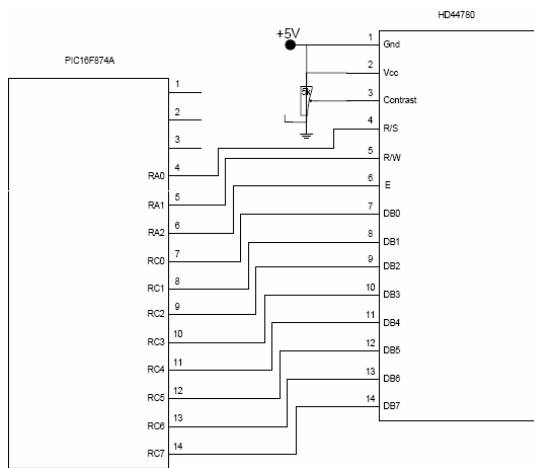 HD44780
+5V
PIC16F874A
1 Gnd
2 Vcc
5k
3 Contrast
4 R/S
5 R/W
6 E
7 DB0
8 DB1
9 DB2
10 DB3
11 DB4
12 DB5
13 DB6
14 DB7
1
2
3
RA0 4
RA1 5
RA2 6
RC0 7
RC1 8
RC2 9
RC3 10
RC4 11
RC5 12
RC6 13
RC7 14